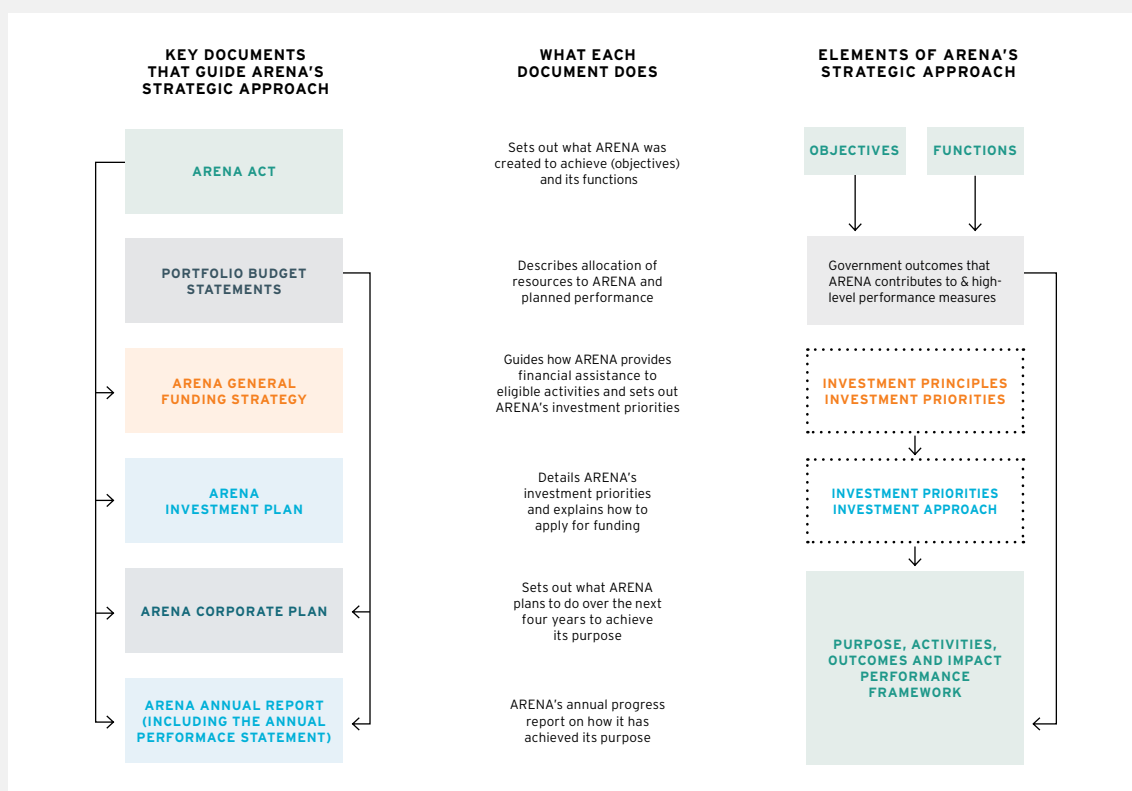 KEY DOCUMENTS
THAT GUIDE ARENA'S
STRATEGIC APPROACH
WHAT EACH
DOCUMENT DOES
ELEMENTS OF ARENA'S
STRATEGIC APPROACH
ARENA ACT
Sets out what ARENA was
created to achieve (objectives)
and its functions
OBJECTIVES
FUNCTIONS
PORTFOLIO BUDGET
STATEMENTS
Describes allocation of
resources to ARENA and
planned performance
Government outcomes that
ARENA contributes to & high-
level performance measures
ARENA GENERAL
FUNDING STRATEGY
Guides how ARENA provides
financial assistance to
eligible activities and sets out
ARENA's investment priorities
INVESTMENT PRINCIPLES
INVESTMENT PRIORITIES
ARENA
INVESTMENT PLAN
Details ARENA's
investment priorities
and explains how to
apply for funding
INVESTMENT PRIORITIES
INVESTMENT APPROACH
ARENA CORPORATE PLAN
Sets out what ARENA
plans to do over the next
four years to achieve
its purpose
PURPOSE, ACTIVITIES,
OUTCOMES AND IMPACT
PERFORMANCE
FRAMEWORK
ARENA ANNUAL REPORT
(INCLUDING THE ANNUAL
PERFORMACE STATEMENT)
ARENA's annual progress
report on how it has
achieved its purpose